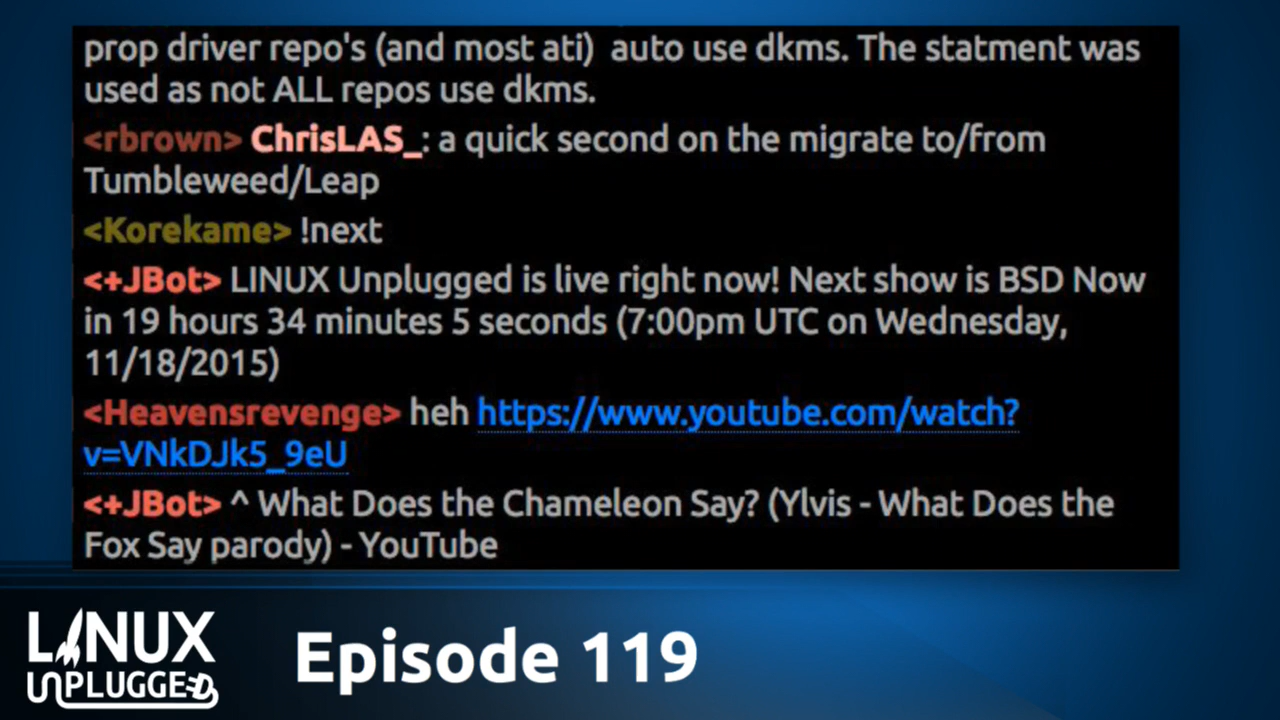 prop driver repo's (and most ati)  auto use dkms. The statment was
used as not ALL repos use dkms.
<rbrown> ChrisLAS_: a quick second on the migrate to/from
Tumbleweed/Leap
<Korekame> !next
<+JBot> LINUX Unplugged is live right now! Next show is BSD Now
in 19 hours 34 minutes 5 seconds (7:00pm UTC on Wednesday,
11/18/2015)
<Heavensrevenge> heh https://www.youtube.com/watch?
v=VNkDJk5_9eU
<+JBot> ^ What Does the Chameleon Say? (Ylvis - What Does the
Fox Say parody) - YouTube
LINUX
UNPLUGGED
Episode 119